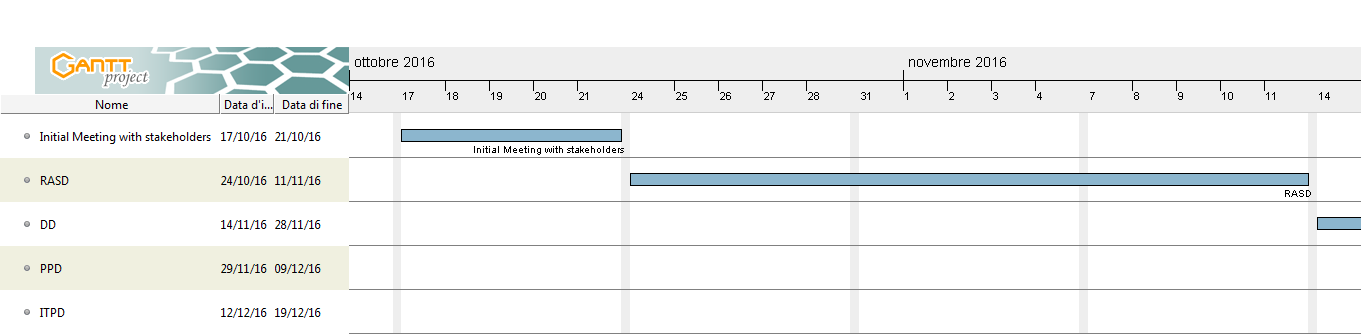 GANTT
project
ottobre 2016
novembre 2016
14 17 18 19 20 21 24 25 26 27 28 31 1 2 3 4 7 8 9 10 11 14
Nome Data d'i... Data di fine
Initial Meeting with stakeholders 17/10/16 21/10/16
Initial Meeting with stakeholders
RASD 24/10/16 11/11/16
RASD
DD 14/11/16 28/11/16
PPD 29/11/16 09/12/16
ITPD 12/12/16 19/12/16